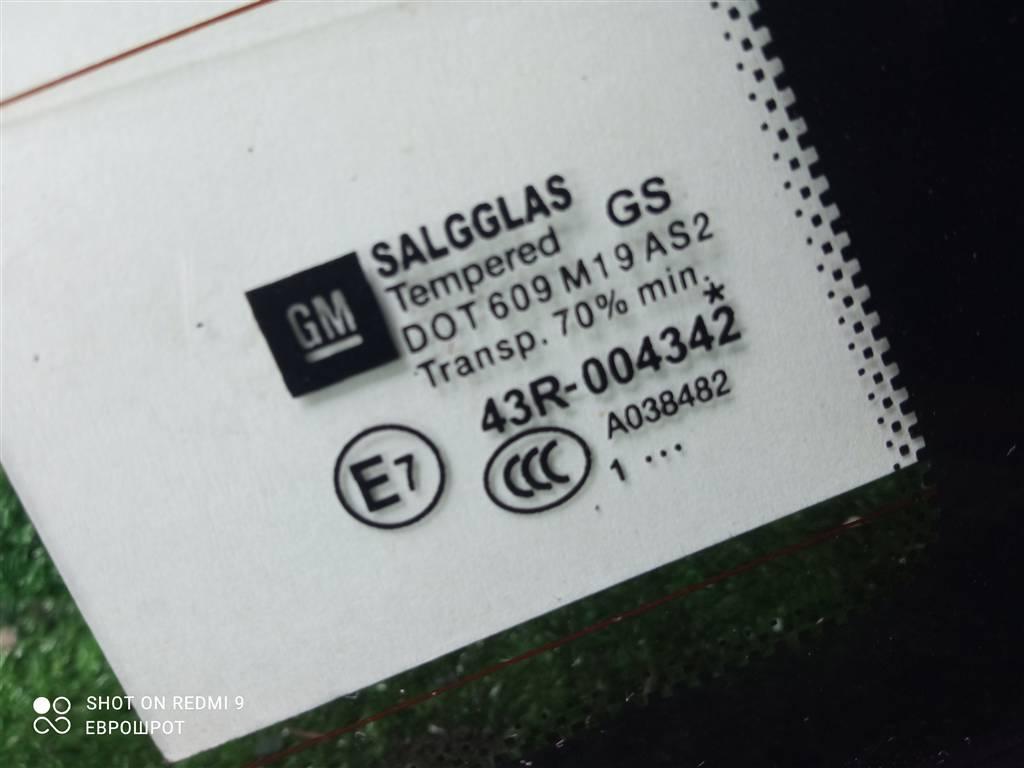 GM
SALGGLAS
Tempered GS
DOT 609 M19 AS2
Transp. 70% min.
*
43R-004342
E7
CCC
A038482
1 ...
SHOT ON REDMI 9
ЕВРОШРОТ